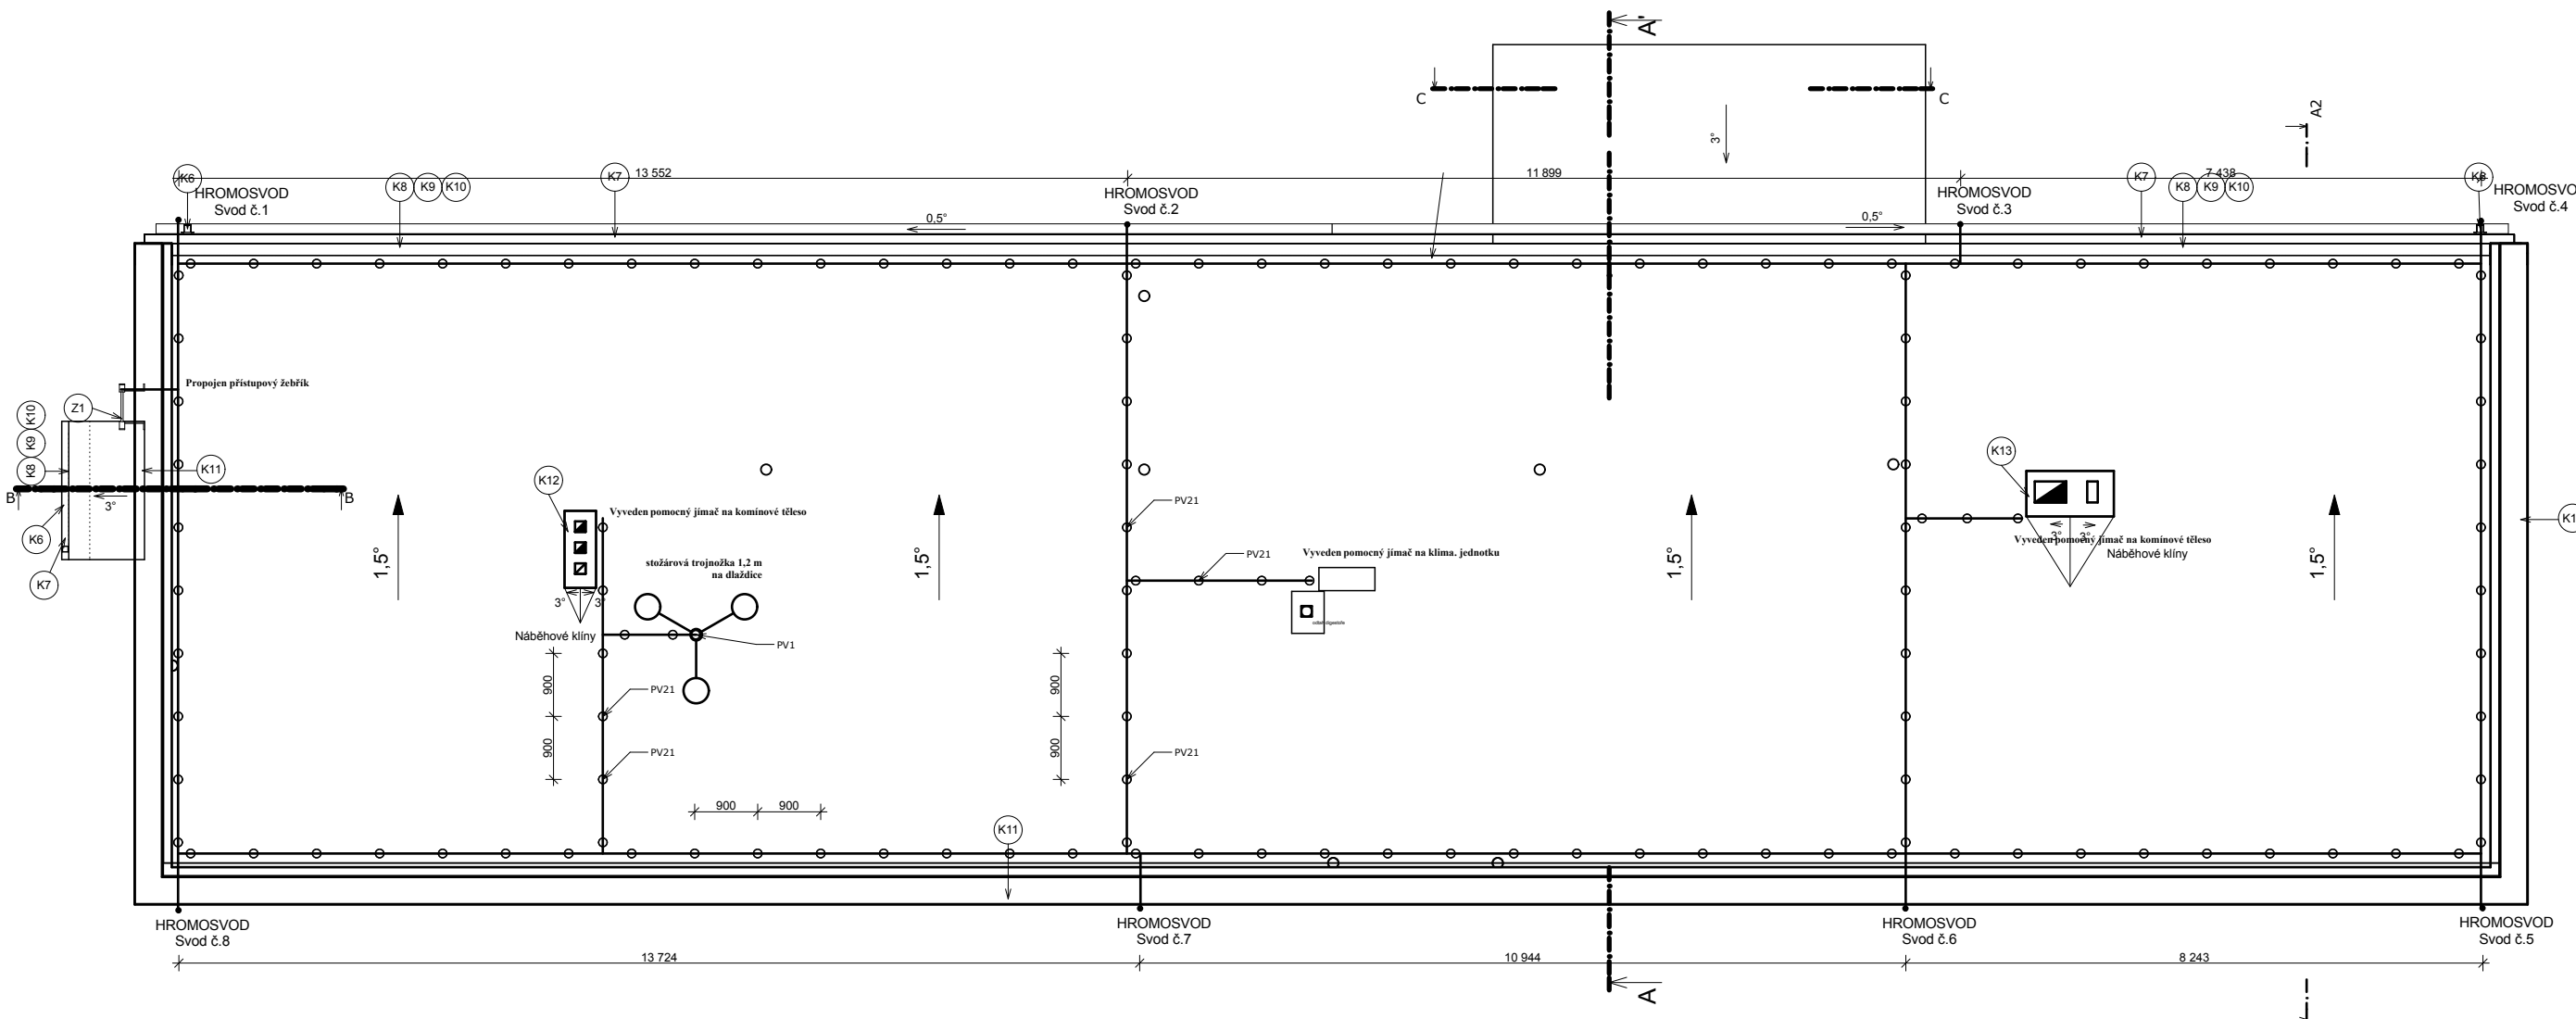 A'
C
C
3°
A2
K6
13 552
K7
11 899
K7
7 438
K8
K9
K10
K8
K9
K10
HROMOSVOD
Svod č.1
HROMOSVOD
Svod č.2
HROMOSVOD
Svod č.3
HROMOSVO
Svod č.4
0,5°
0,5°
Propojen přístupový žebřík
Z1
K10
K9
K8
K11
B
B
3°
K6
K7
K12
Vyveden pomocný jímač na komínové těleso
stožárová trojnožka 1,2 m
na dlaždice
3°
3°
Náběhové klíny
PV1
PV21
PV21
PV21
PV21
PV21
Vyveden pomocný jímač na klima. jednotku
K13
Vyveden pomocný jímač na komínové těleso
3°
3°
Náběhové klíny
K1
1,5°
1,5°
1,5°
1,5°
900
900
900
900
900
900
K11
HROMOSVOD
Svod č.8
HROMOSVOD
Svod č.7
HROMOSVOD
Svod č.6
HROMOSVOD
Svod č.5
13 724
10 944
8 243
A